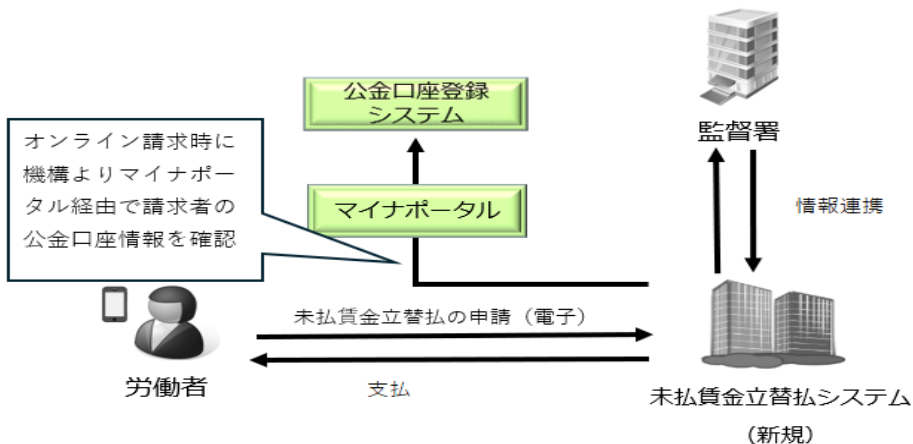 公金口座登録
システム
監督署
オンライン請求時に
機構よりマイナポー
タル経由で請求者の
公金口座情報を確認
マイナポータル
情報連携
未払賃金立替払の申請（電子）
労働者
支払
未払賃金立替払システム
（新規）